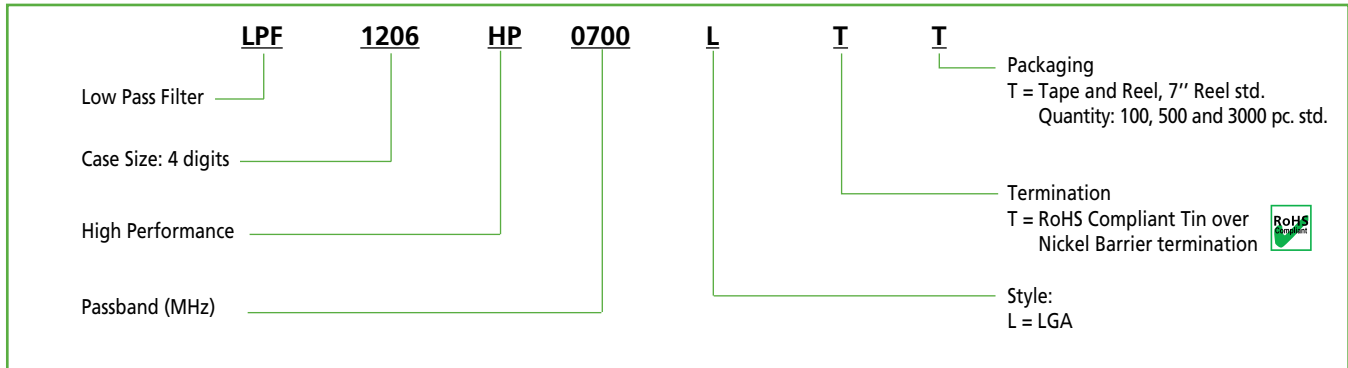 LPF 1206 HP 0700 L T T
Low Pass Filter
Case Size: 4 digits
High Performance
Passband (MHz)
Packaging
T = Tape and Reel, 7’’ Reel std.
Quantity: 100, 500 and 3000 pc. std.
Termination
T = RoHS Compliant Tin over
Nickel Barrier termination
RoHS
Compliant
Style:
L = LGA